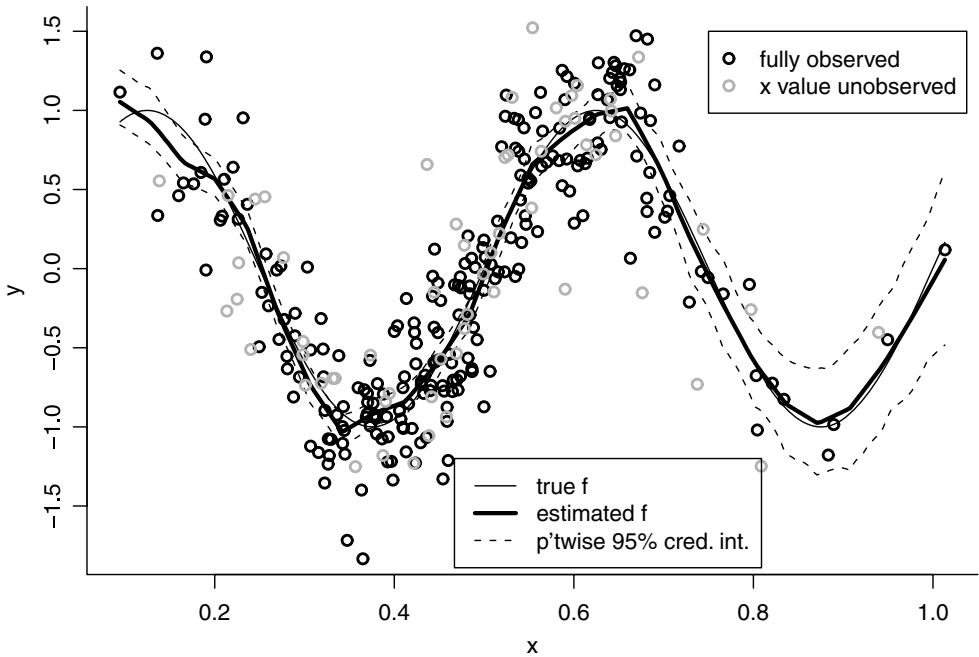 1.5
1.0
0.5
0.0
−0.5
−1.0
−1.5
y
fully observed
x value unobserved
true f
estimated f
p'twise 95% cred. int.
0.2
0.4
0.6
0.8
1.0
x